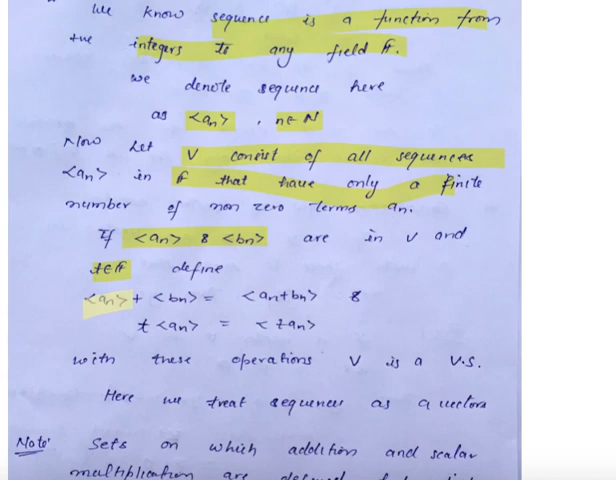 We know sequence is a function from
+ve integers to any field F.
we denote sequence here
as <an> , n∈N
Now Let V consist of all sequences
<an> in F that have only a finite
number of non zero terms an.
If <an> & <bn> are in V and
t∈F define
<an> + <bn> = <an+bn> &
t <an> = <tan>
with these operations V is a V.S.
Here we treat sequences as a vectors
Note: Sets on which addition and scalar
multiplication are